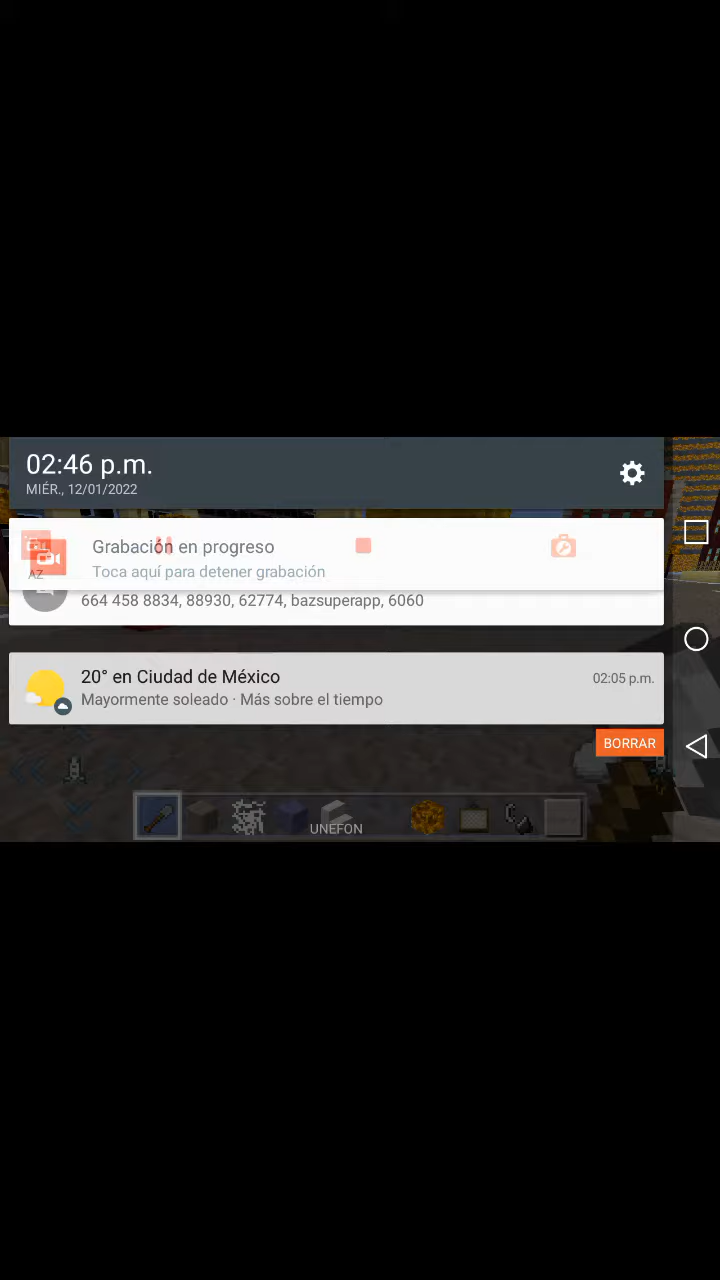 02:46 p.m.
MIÉR., 12/01/2022
Grabación en progreso
Toca aquí para detener grabación
AZ
664 458 8834, 88930, 62774, bazsuperapp, 6060
20° en Ciudad de México
02:05 p.m.
Mayormente soleado · Más sobre el tiempo
BORRAR
UNEFON